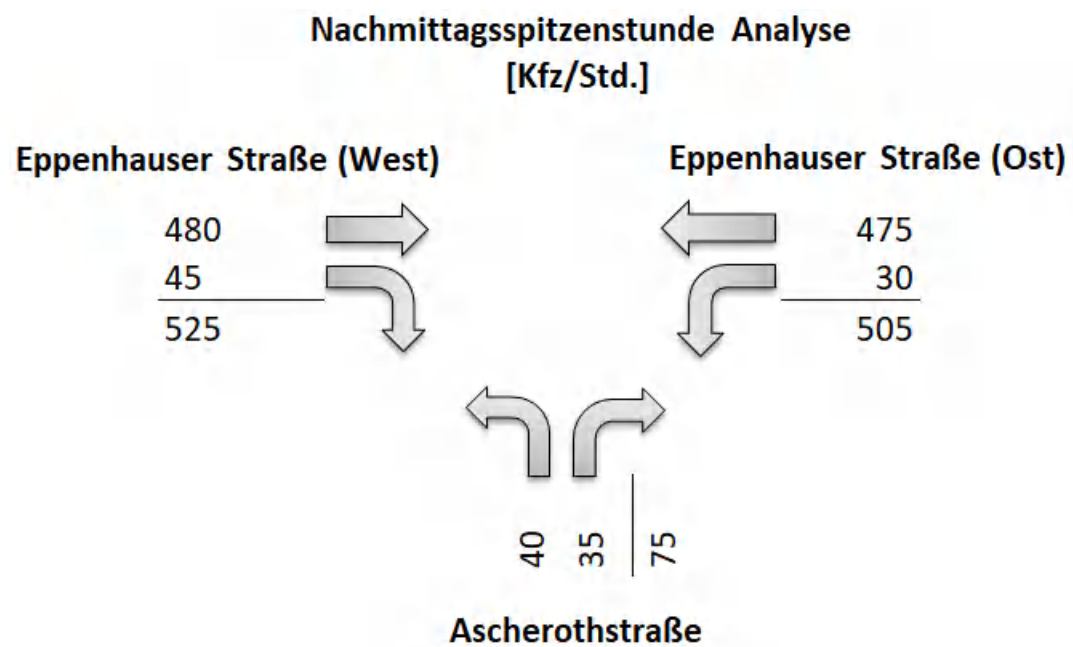 Nachmittagsspitzenstunde Analyse
[Kfz/Std.]
Eppenhauser Straße (West)
Eppenhauser Straße (Ost)
480
475
45
30
525
505
40
35
75
Ascherothstraße